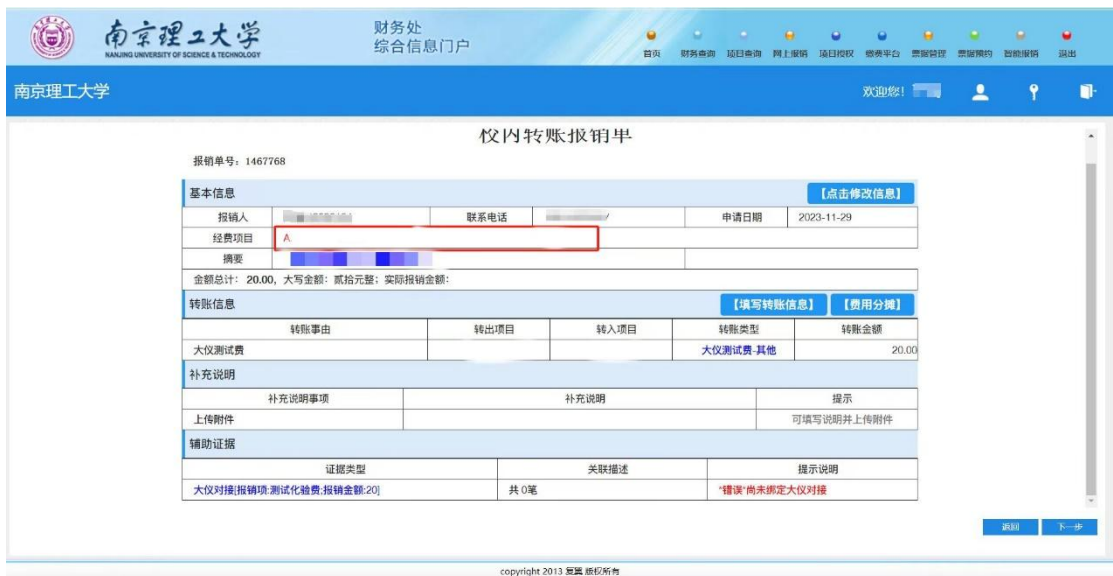 南京理工大学
NANJING UNIVERSITY OF SCIENCE & TECHNOLOGY
财务处
综合信息门户
首页 财务查询 项目查询 网上报销 项目授权 缴费平台 票据管理 票据预约 智能报销 退出
南京理工大学 欢迎您!
校内转账报销单
报销单号:1467768
基本信息 【点击修改信息】
报销人 联系电话 申请日期 2023-11-29
经费项目 A
摘要
金额总计: 20.00, 大写金额: 贰拾元整; 实际报销金额:
转账信息 【填写转账信息】 【费用分摊】
转账事由 转出项目 转入项目 转账类型 转账金额
大仪测试费 大仪测试费-其他 20.00
补充说明
补充说明事项 补充说明 提示
上传附件 可填写说明并上传附件
辅助证据
证据类型 关联描述 提示说明
大仪对接[报销项:测试化验费;报销金额:20] 共 0笔 *错误*尚未绑定大仪对接
返回 下一步
copyright 2013 复翼 版权所有